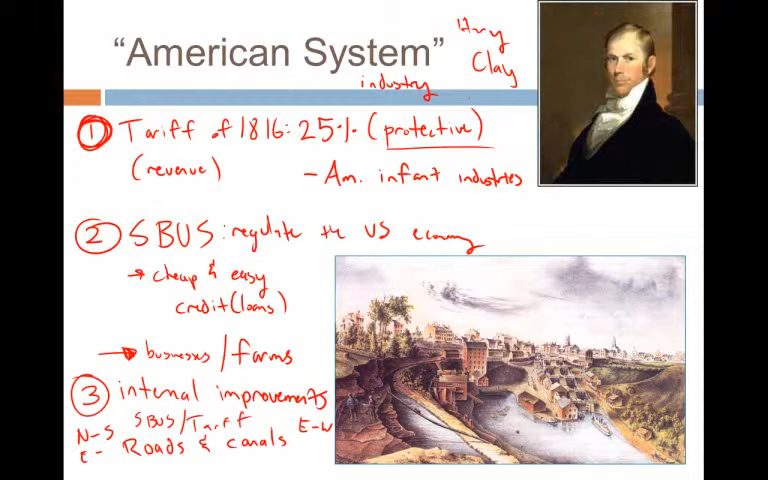 “American System”
Henry
Clay
industry
① Tariff of 1816: 25% (protective)
(revenue)
- Am. infant industries
② SBUS: regulate the US economy
→ cheap & easy
credit (loans)
→ businesses / farms
③ internal improvements
SBUS/Tariff
N-S
E-W
E-
Roads & canals